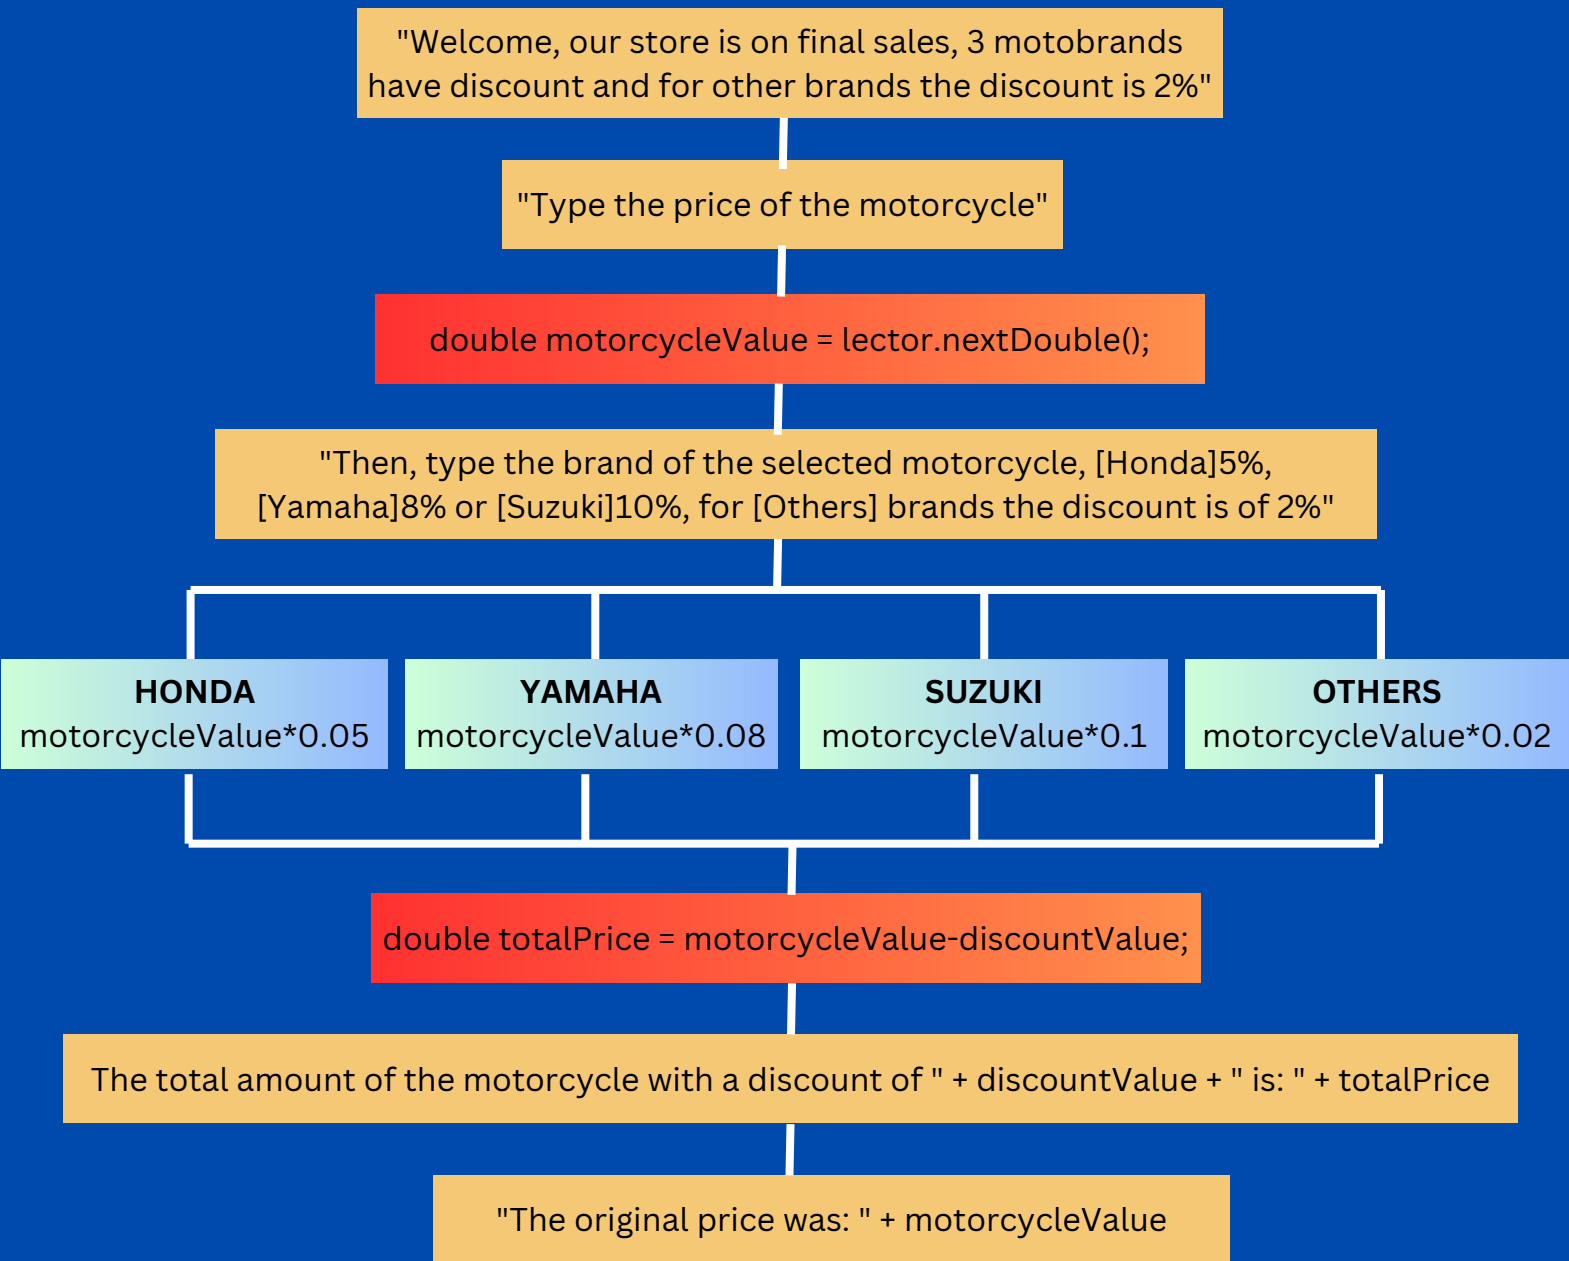 "Welcome, our store is on final sales, 3 motobrands
have discount and for other brands the discount is 2%"
"Type the price of the motorcycle"
double motorcycleValue = lector.nextDouble();
"Then, type the brand of the selected motorcycle, [Honda]5%,
[Yamaha]8% or [Suzuki]10%, for [Others] brands the discount is of 2%"
HONDA
motorcycleValue*0.05
YAMAHA
motorcycleValue*0.08
SUZUKI
motorcycleValue*0.1
OTHERS
motorcycleValue*0.02
double totalPrice = motorcycleValue-discountValue;
The total amount of the motorcycle with a discount of " + discountValue + " is: " + totalPrice
"The original price was: " + motorcycleValue